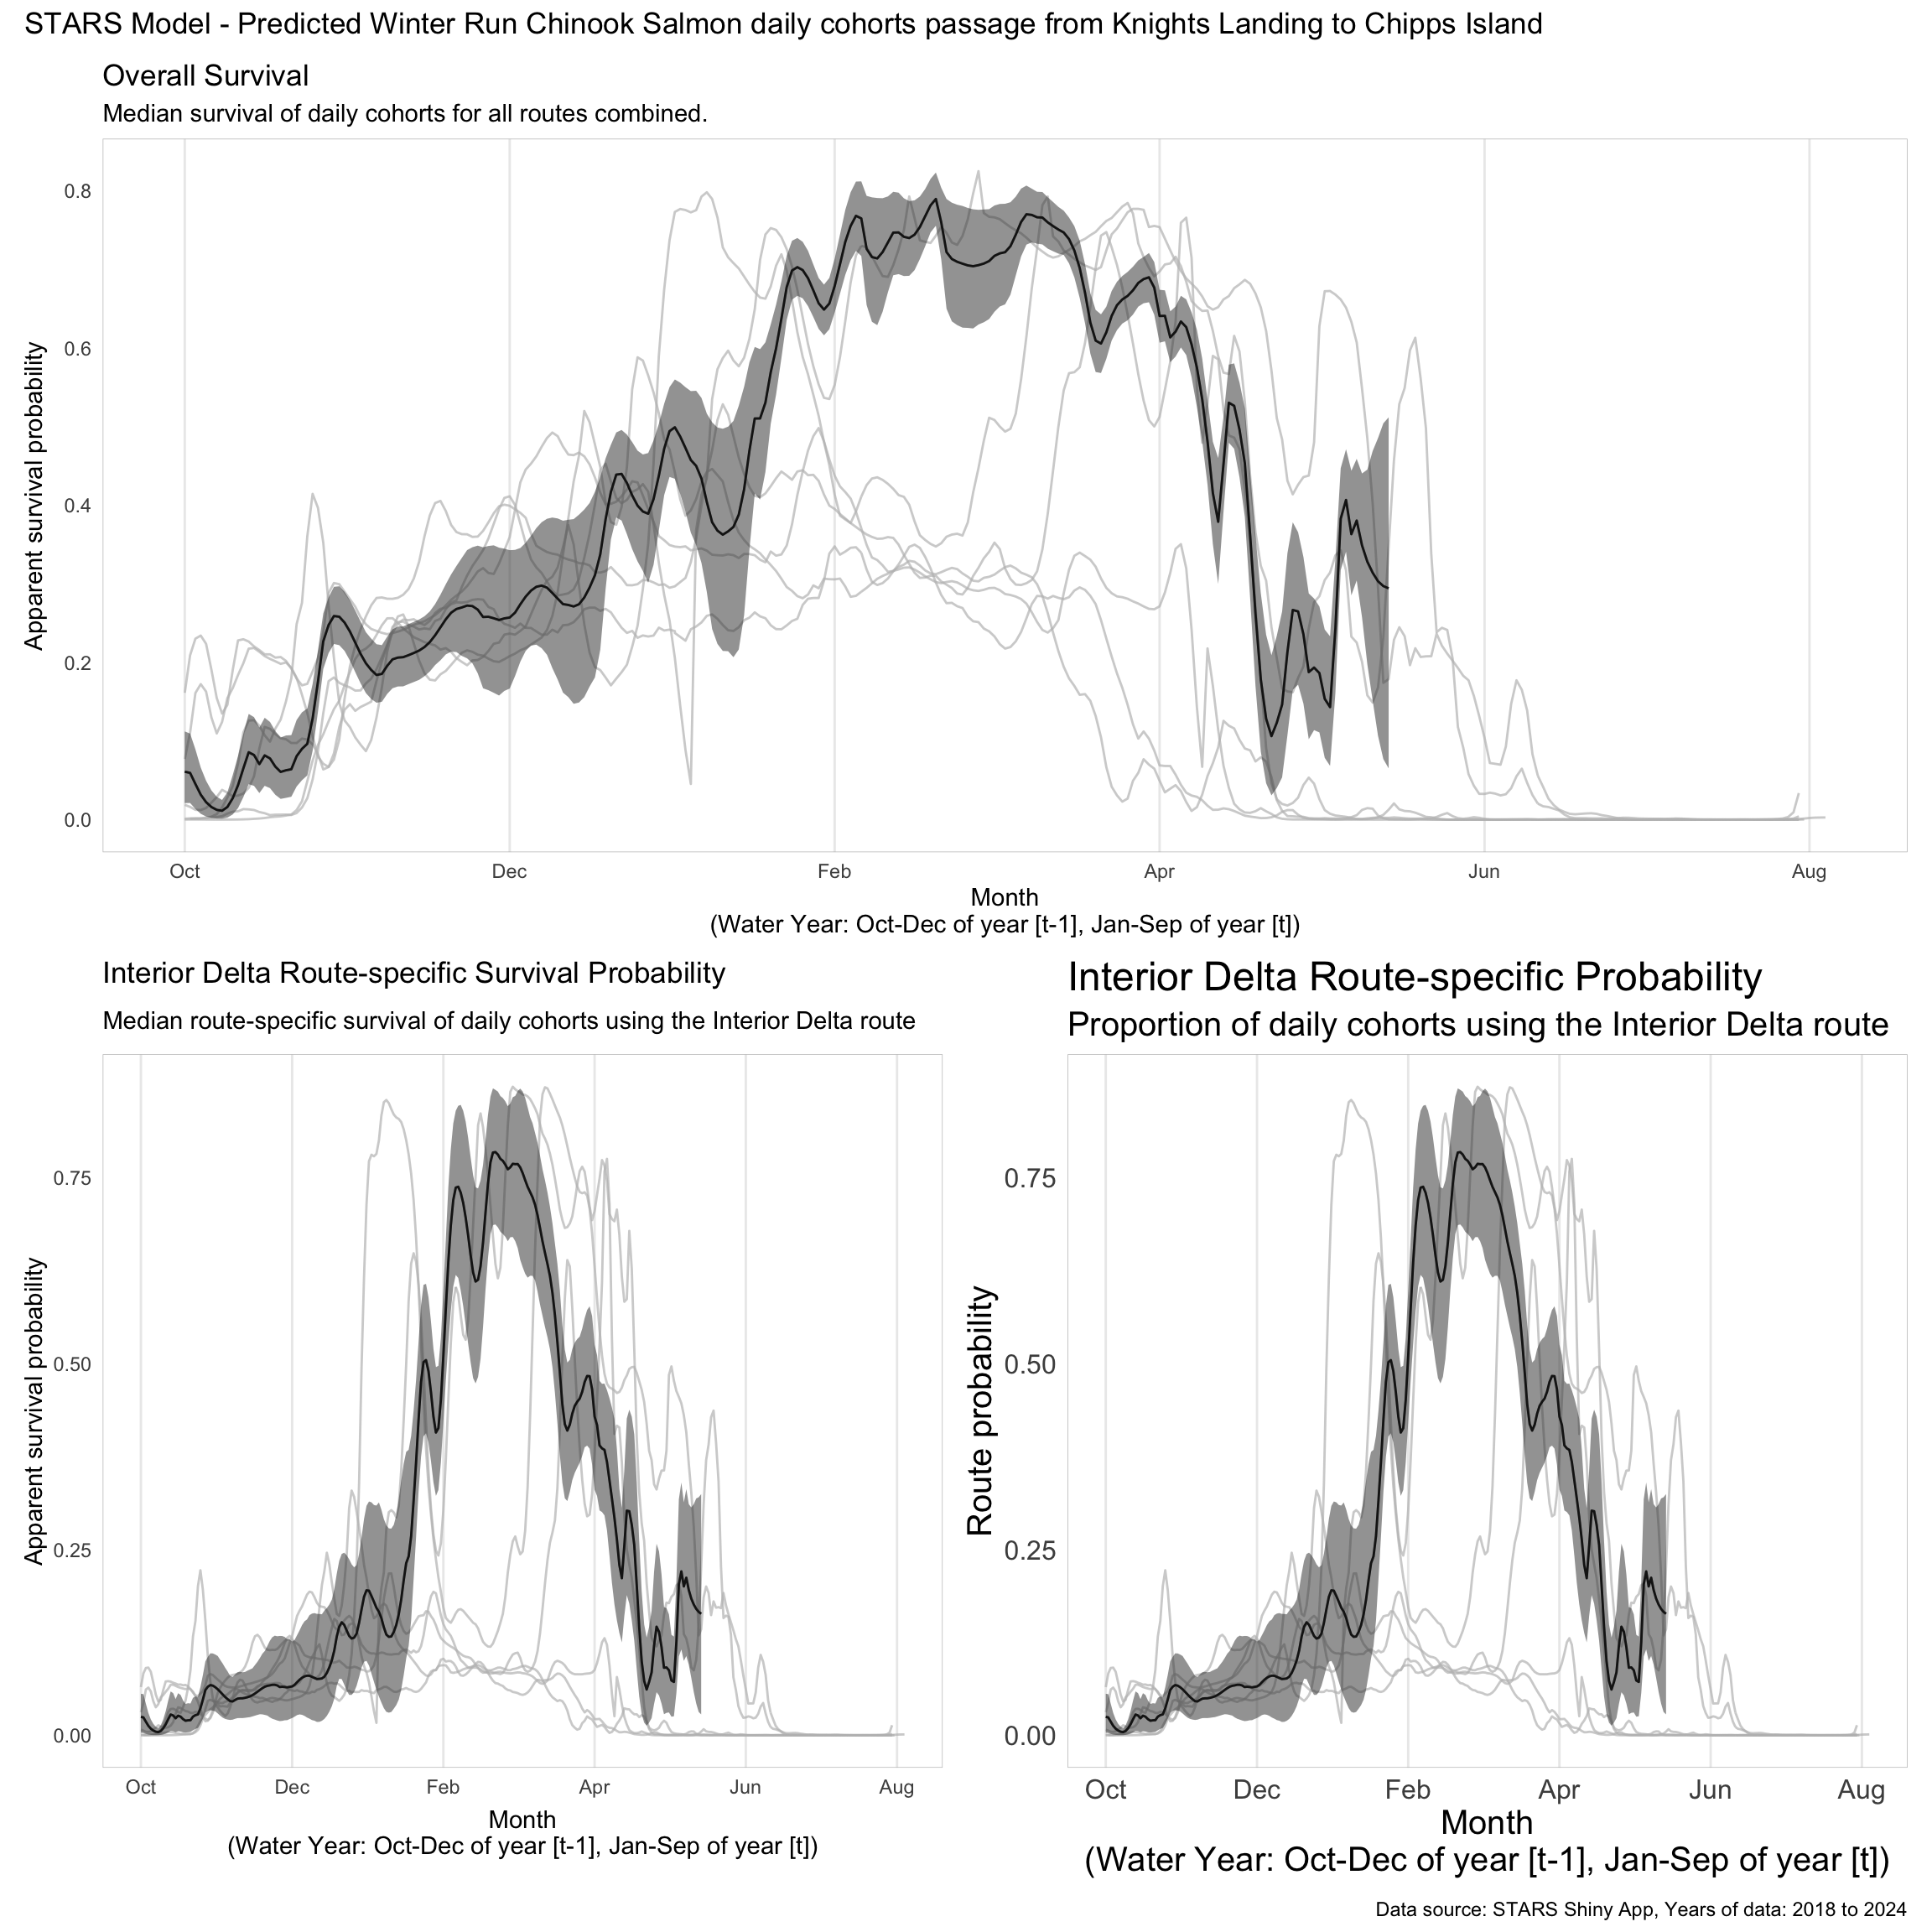 STARS Model - Predicted Winter Run Chinook Salmon daily cohorts passage from Knights Landing to Chipps Island
Overall Survival
Median survival of daily cohorts for all routes combined.
Apparent survival probability
0.8
0.6
0.4
0.2
0.0
Oct Dec Feb Apr Jun Aug
Month
(Water Year: Oct-Dec of year [t-1], Jan-Sep of year [t])
Interior Delta Route-specific Survival Probability
Median route-specific survival of daily cohorts using the Interior Delta route
Apparent survival probability
0.75
0.50
0.25
0.00
Oct Dec Feb Apr Jun Aug
Month
(Water Year: Oct-Dec of year [t-1], Jan-Sep of year [t])
Interior Delta Route-specific Probability
Proportion of daily cohorts using the Interior Delta route
Route probability
0.75
0.50
0.25
0.00
Oct Dec Feb Apr Jun Aug
Month
(Water Year: Oct-Dec of year [t-1], Jan-Sep of year [t])
Data source: STARS Shiny App, Years of data: 2018 to 2024